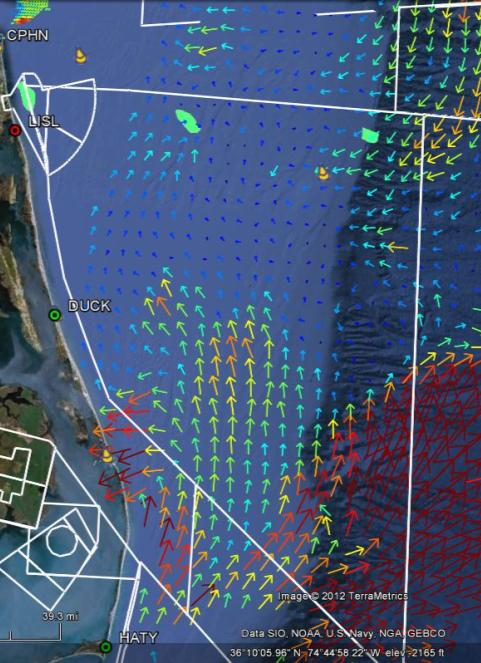 CPHN
LISL
DUCK
Image © 2012 TerraMetrics
39.3 mi
HATY
Data SIO, NOAA, U.S. Navy, NGA, GEBCO
36°10'05.96" N -74°44'58.22" W elev -2165 ft